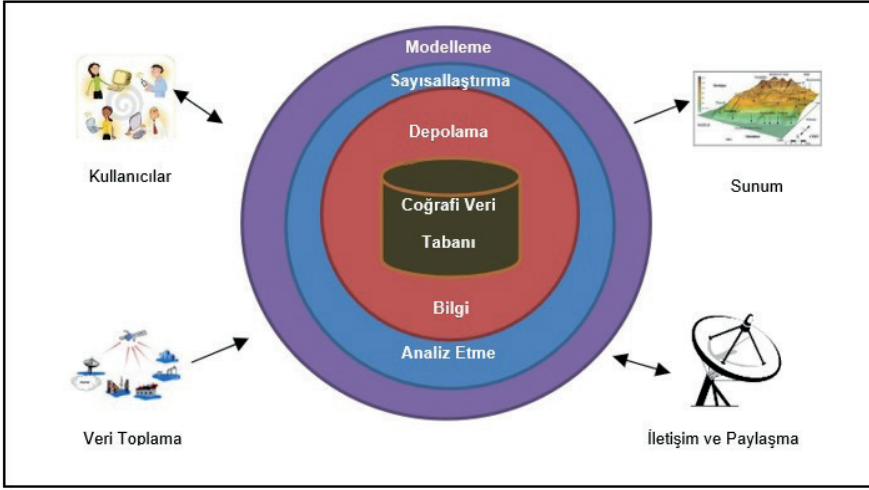 Modelleme
Sayısallaştırma
Depolama
Coğrafi Veri
Tabanı
Bilgi
Analiz Etme
Kullanıcılar
Sunum
Veri Toplama
İletişim ve Paylaşma